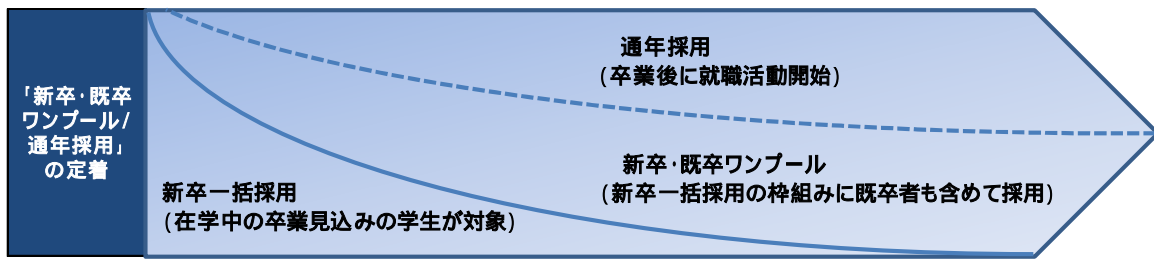 「新卒・既卒
ワンプール/
通年採用」
の定着
通年採用
(卒業後に就職活動開始)
新卒・既卒ワンプール
(新卒一括採用の枠組みに既卒者も含めて採用)
新卒一括採用
(在学中の卒業見込みの学生が対象)